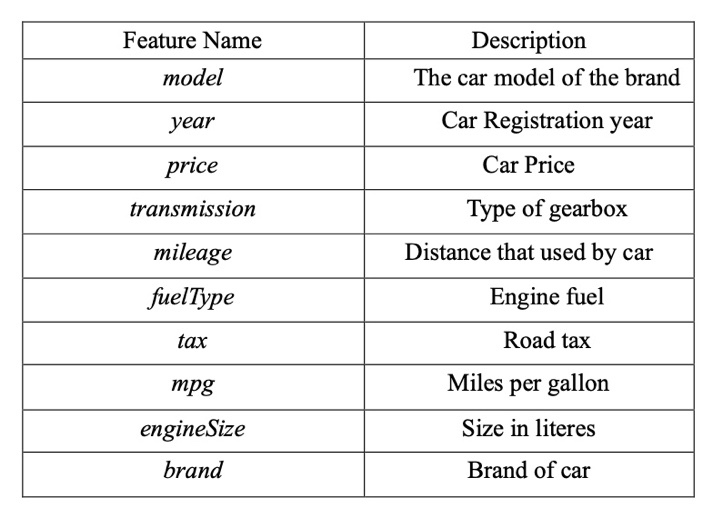 Feature Name Description
model The car model of the brand
year Car Registration year
price Car Price
transmission Type of gearbox
mileage Distance that used by car
fuelType Engine fuel
tax Road tax
mpg Miles per gallon
engineSize Size in literes
brand Brand of car